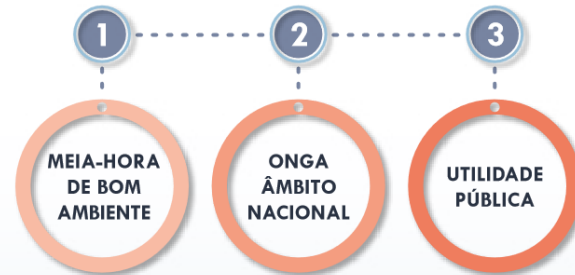 1
2
3
MEIA-HORA
DE BOM
AMBIENTE
ONGA
ÂMBITO
NACIONAL
UTILIDADE
PÚBLICA